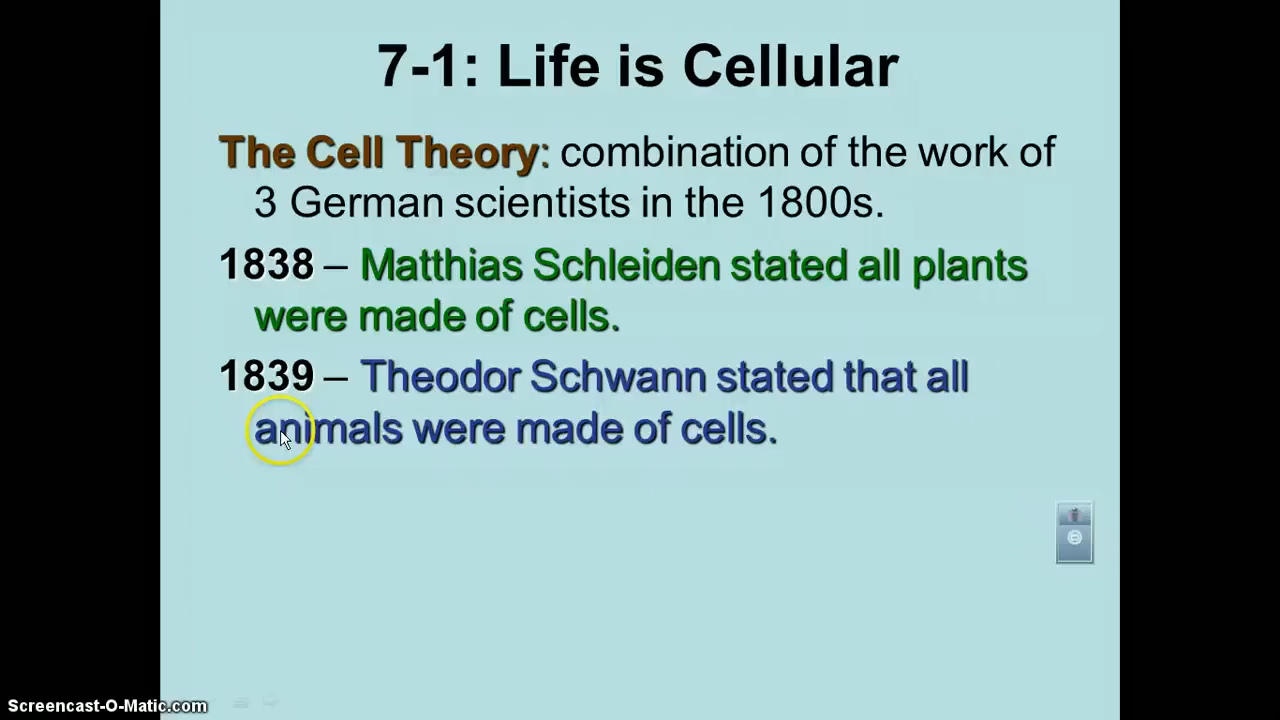 7-1: Life is Cellular
The Cell Theory: combination of the work of
3 German scientists in the 1800s.
1838 – Matthias Schleiden stated all plants
were made of cells.
1839 – Theodor Schwann stated that all
animals were made of cells.
Screencast-O-Matic.com